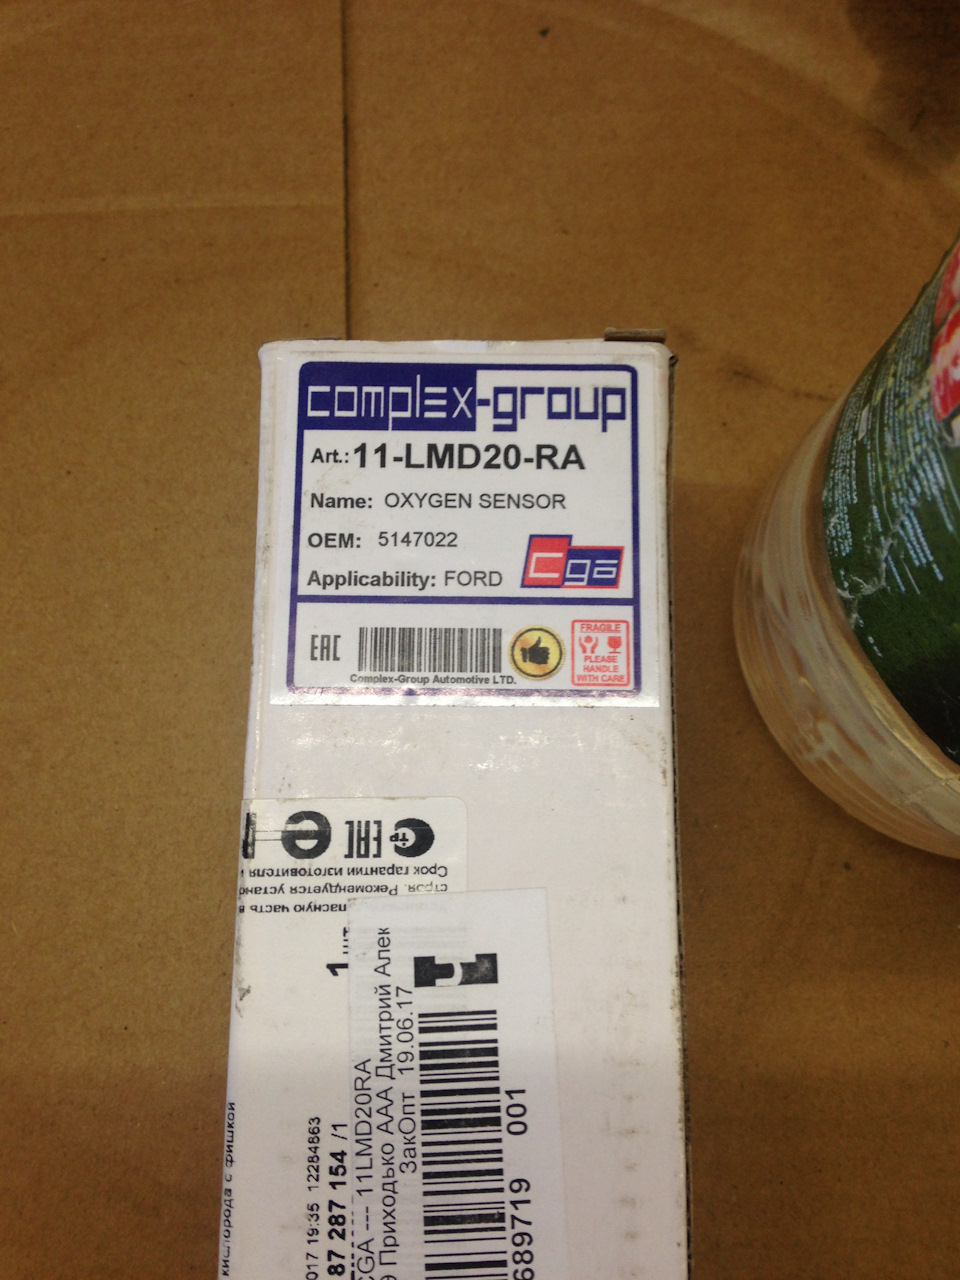 complex-group
Art.: 11-LMD20-RA
Name: OXYGEN SENSOR
OEM: 5147022
Applicability: FORD
cga
EAC
Complex-Group Automotive LTD.
FRAGILE
PLEASE
HANDLE
WITH CARE
EAC
Срок гарантии изготовителя
Рекомендуется
часть в
1 шт
кислорода с фишкой
017 19:35 12284863
87 287 154 /1
CGA --- 11LMD20RA
Приходько ААА Дмитрий Алек
ЗакОпт 19.06.17
689719 001